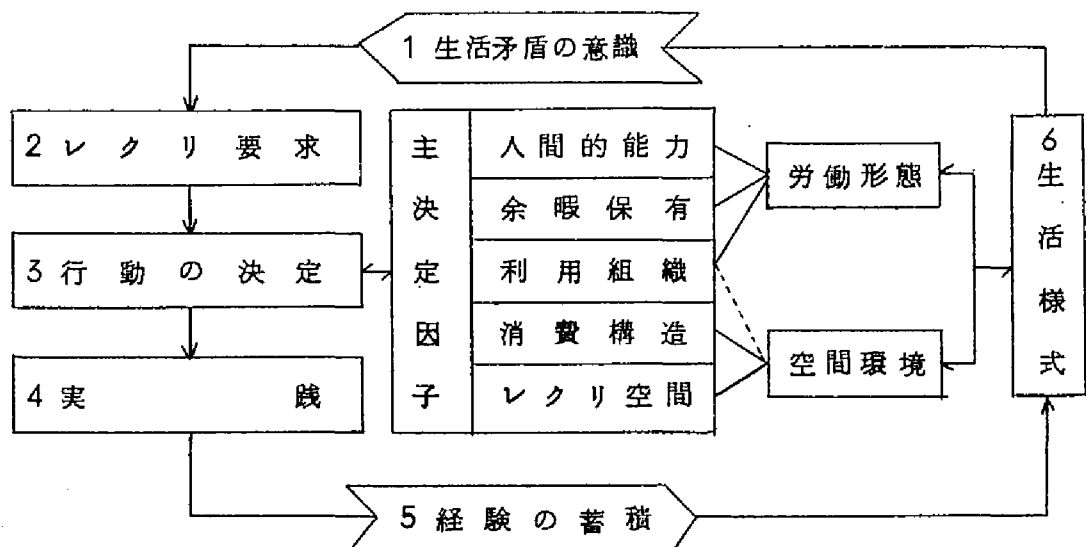 1 生活矛盾の意識
2 レクリ要求
3 行動の決定
4 実践
主決定因子
人間的能力
余暇保有
利用組織
消費構造
レクリ空間
労働形態
空間環境
6 生活様式
5 経験の蓄積